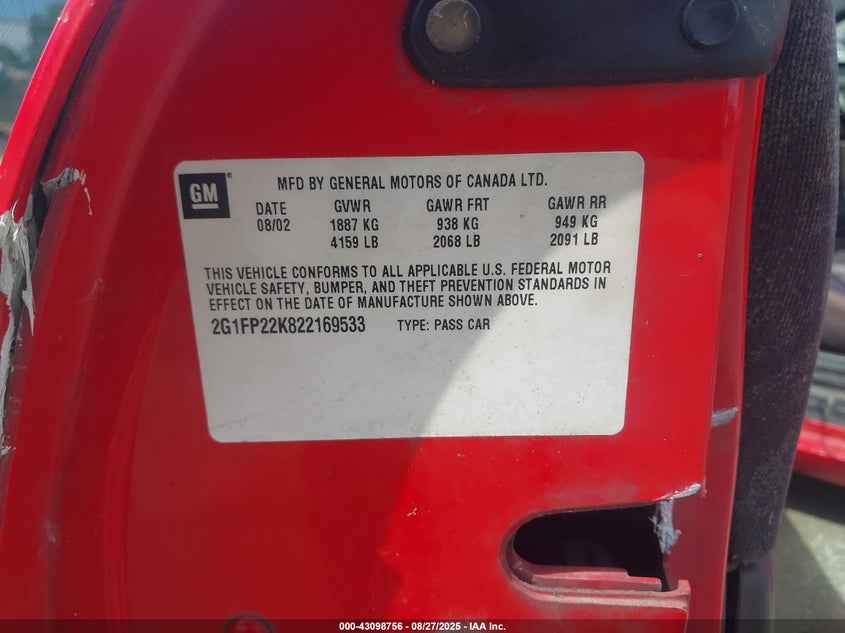 GM®
MFD BY GENERAL MOTORS OF CANADA LTD.
DATE GVWR GAWR FRT GAWR RR
08/02 1887 KG 938 KG 949 KG
4159 LB 2068 LB 2091 LB
THIS VEHICLE CONFORMS TO ALL APPLICABLE U.S. FEDERAL MOTOR
VEHICLE SAFETY, BUMPER, AND THEFT PREVENTION STANDARDS IN
EFFECT ON THE DATE OF MANUFACTURE SHOWN ABOVE.
2G1FP22K822169533 TYPE: PASS CAR
000-43098756 - 08/27/2025 - IAA Inc.